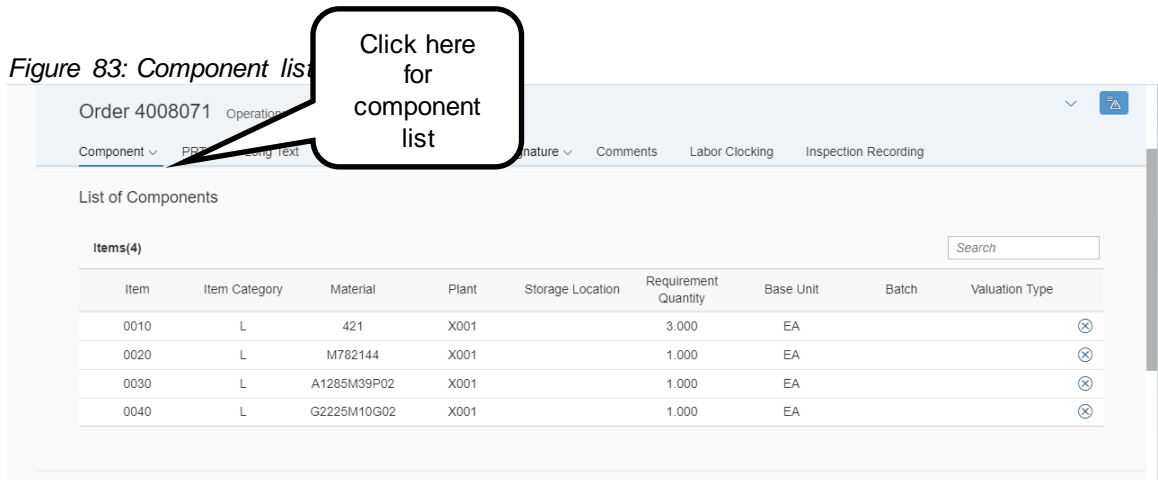 Figure 83: Component list
Click here
for
component
list
Order 4008071 Operation
Component Long Text Comments Labor Clocking Inspection Recording
List of Components
Items(4) Search
Item Item Category Material Plant Storage Location Requirement Quantity Base Unit Batch Valuation Type
0010 L 421 X001 3.000 EA
0020 L M782144 X001 1.000 EA
0030 L A1285M39P02 X001 1.000 EA
0040 L G2225M10G02 X001 1.000 EA